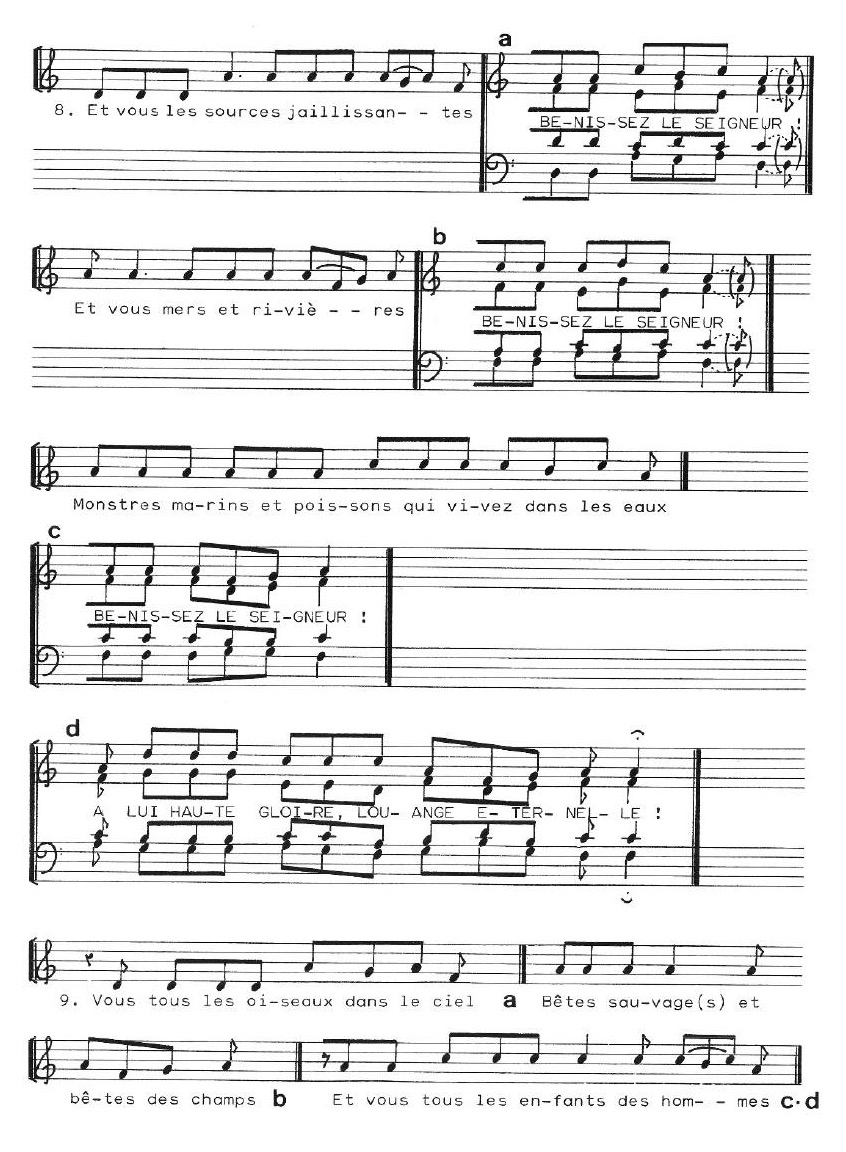 a
8. Et vous les sources jaillissan- - tes
BE-NIS-SEZ LE SEIGNEUR !
b
Et vous mers et ri-viè - - res
BE-NIS-SEZ LE SEIGNEUR !
Monstres ma-rins et pois-sons qui vi-vez dans les eaux
c
BE-NIS-SEZ LE SEI-GNEUR !
d
A LUI HAU-TE GLOI-RE, LOU- ANGE E- TER- NEL- LE !
9. Vous tous les oi-seaux dans le ciel a Bêtes sau-vage(s) et
bê-tes des champs b Et vous tous les en-fants des hom- - mes c·d